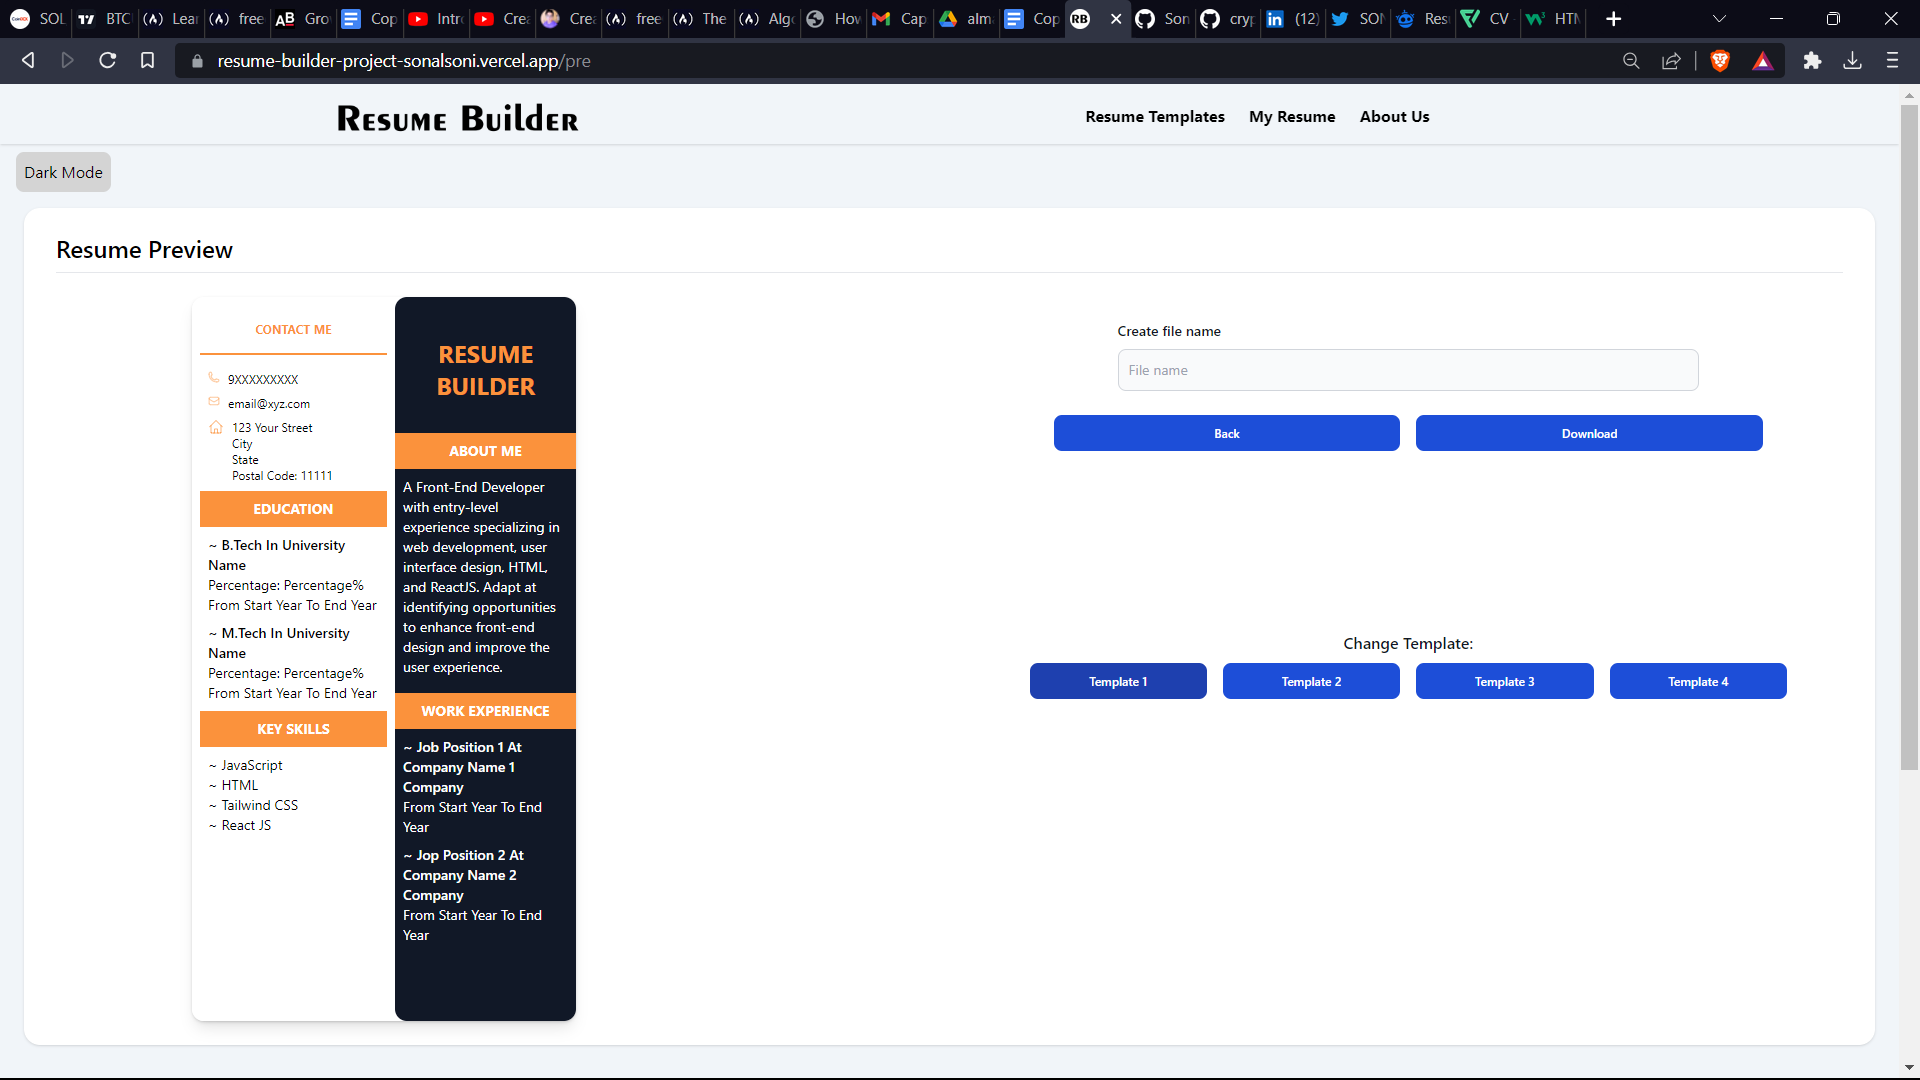 SOL
BTC
Lear
free
Gro
Cop
Intro
Crea
Crea
free
The
Algo
How
Cap
alma
Cop
RB
Son
cryp
(12)
SON
Res
CV
HTM
resume-builder-project-sonalsoni.vercel.app/pre
Resume Builder
Resume Templates
My Resume
About Us
Dark Mode
Resume Preview
CONTACT ME
9XXXXXXXXX
email@xyz.com
123 Your Street
City
State
Postal Code: 11111
EDUCATION
~ B.Tech In University
Name
Percentage: Percentage%
From Start Year To End Year
~ M.Tech In University
Name
Percentage: Percentage%
From Start Year To End Year
KEY SKILLS
~ JavaScript
~ HTML
~ Tailwind CSS
~ React JS
RESUME
BUILDER
ABOUT ME
A Front-End Developer
with entry-level
experience specializing in
web development, user
interface design, HTML,
and ReactJS. Adapt at
identifying opportunities
to enhance front-end
design and improve the
user experience.
WORK EXPERIENCE
~ Job Position 1 At
Company Name 1
Company
From Start Year To End
Year
~ Jop Position 2 At
Company Name 2
Company
From Start Year To End
Year
Create file name
File name
Back
Download
Change Template:
Template 1
Template 2
Template 3
Template 4